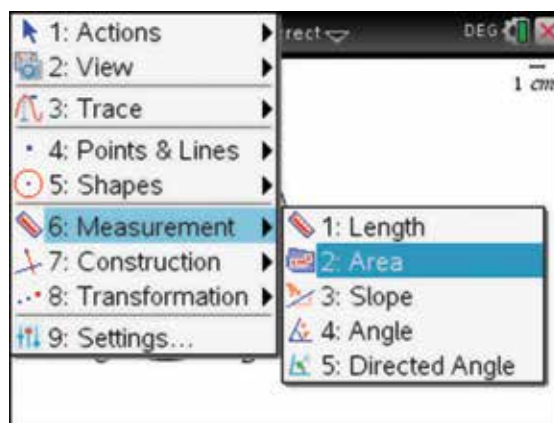 1: Actions
2: View
3: Trace
4: Points & Lines
5: Shapes
6: Measurement
7: Construction
8: Transformation
9: Settings...
rect
DEG
1 cm
1: Length
2: Area
3: Slope
4: Angle
5: Directed Angle